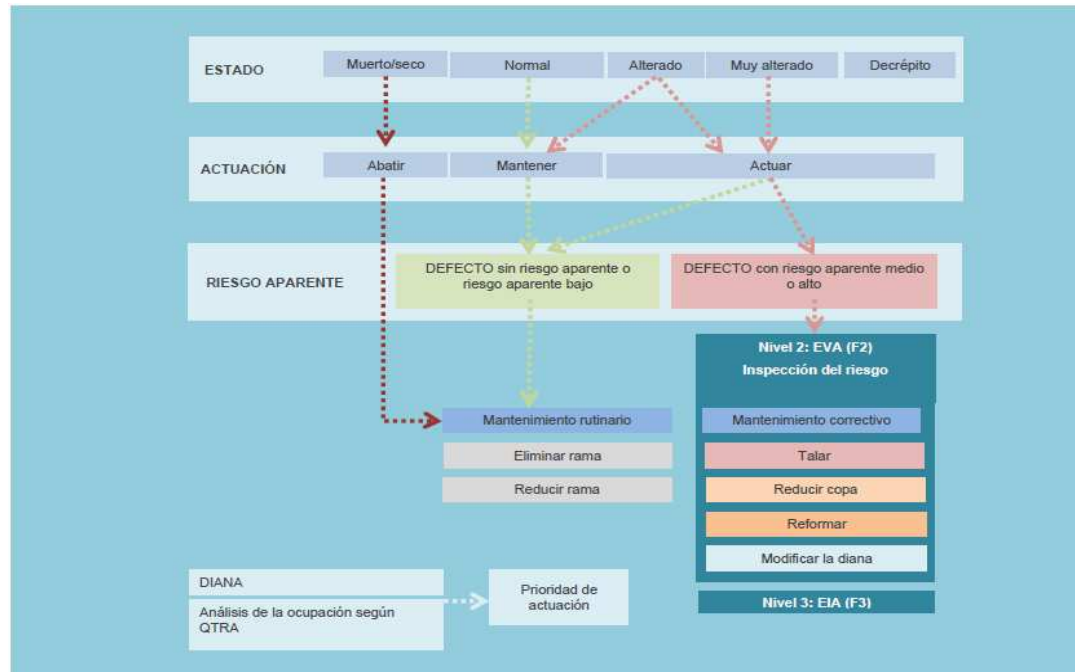 ESTADO
Muerto/seco
Normal
Alterado
Muy alterado
Decrépito
ACTUACIÓN
Abatir
Mantener
Actuar
RIESGO APARENTE
DEFECTO sin riesgo aparente o
riesgo aparente bajo
DEFECTO con riesgo aparente medio
o alto
Nivel 2: EVA (F2)
Inspección del riesgo
Mantenimiento rutinario
Eliminar rama
Reducir rama
Mantenimiento correctivo
Talar
Reducir copa
Reformar
Modificar la diana
Nivel 3: EIA (F3)
DIANA
Análisis de la ocupación según
QTRA
Prioridad de
actuación